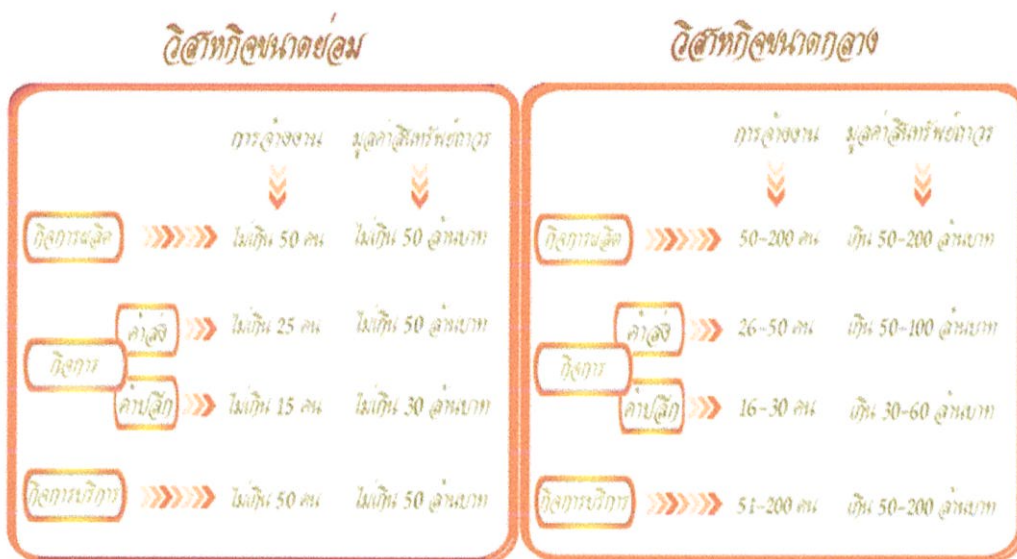 วิสาหกิจขนาดย่อม
การจ้างงาน มูลค่าสินทรัพย์ถาวร
กิจการผลิต ไม่เกิน 50 คน ไม่เกิน 50 ล้านบาท
ค้าส่ง ไม่เกิน 25 คน ไม่เกิน 50 ล้านบาท
กิจการ
ค้าปลีก ไม่เกิน 15 คน ไม่เกิน 30 ล้านบาท
กิจการบริการ ไม่เกิน 50 คน ไม่เกิน 50 ล้านบาท
วิสาหกิจขนาดกลาง
การจ้างงาน มูลค่าสินทรัพย์ถาวร
กิจการผลิต 50-200 คน เกิน 50-200 ล้านบาท
ค้าส่ง 26-50 คน เกิน 50-100 ล้านบาท
กิจการ
ค้าปลีก 16-30 คน เกิน 30-60 ล้านบาท
กิจการบริการ 51-200 คน เกิน 50-200 ล้านบาท